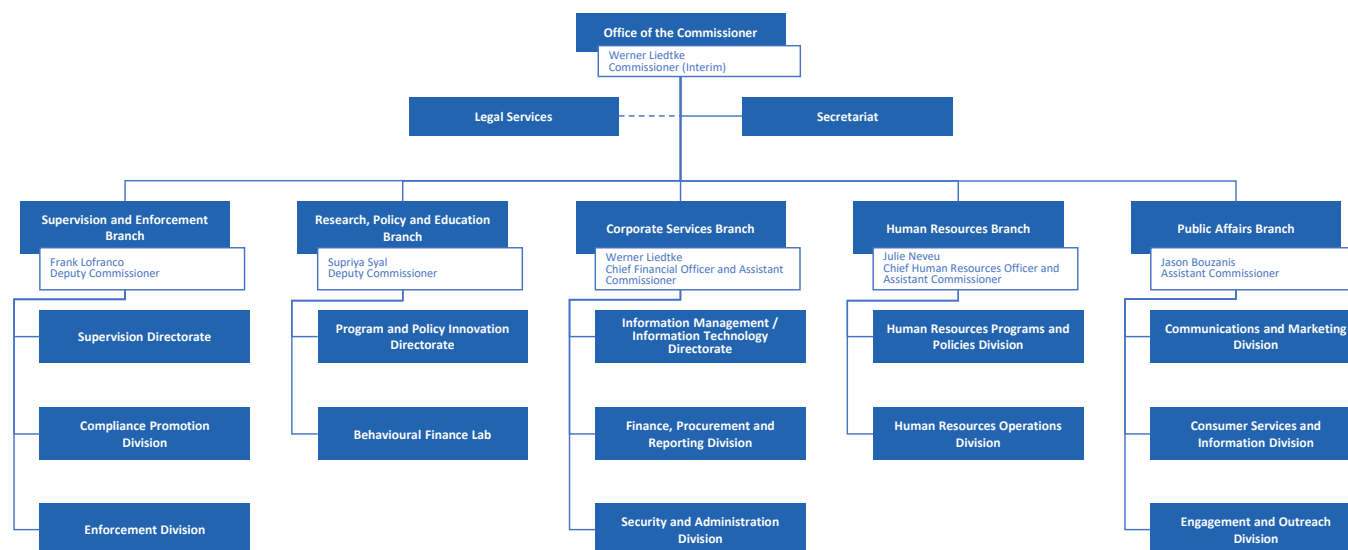 Office of the Commissioner
Werner Liedtke
Commissioner (Interim)
Legal Services
Secretariat
Supervision and Enforcement
Branch
Frank Lofranco
Deputy Commissioner
Research, Policy and Education
Branch
Supriya Syal
Deputy Commissioner
Corporate Services Branch
Werner Liedtke
Chief Financial Officer and Assistant
Commissioner
Human Resources Branch
Julie Neveu
Chief Human Resources Officer and
Assistant Commissioner
Public Affairs Branch
Jason Bouzanis
Assistant Commissioner
Supervision Directorate
Program and Policy Innovation
Directorate
Information Management /
Information Technology
Directorate
Human Resources Programs and
Policies Division
Communications and Marketing
Division
Compliance Promotion
Division
Behavioural Finance Lab
Finance, Procurement and
Reporting Division
Human Resources Operations
Division
Consumer Services and
Information Division
Enforcement Division
Security and Administration
Division
Engagement and Outreach
Division